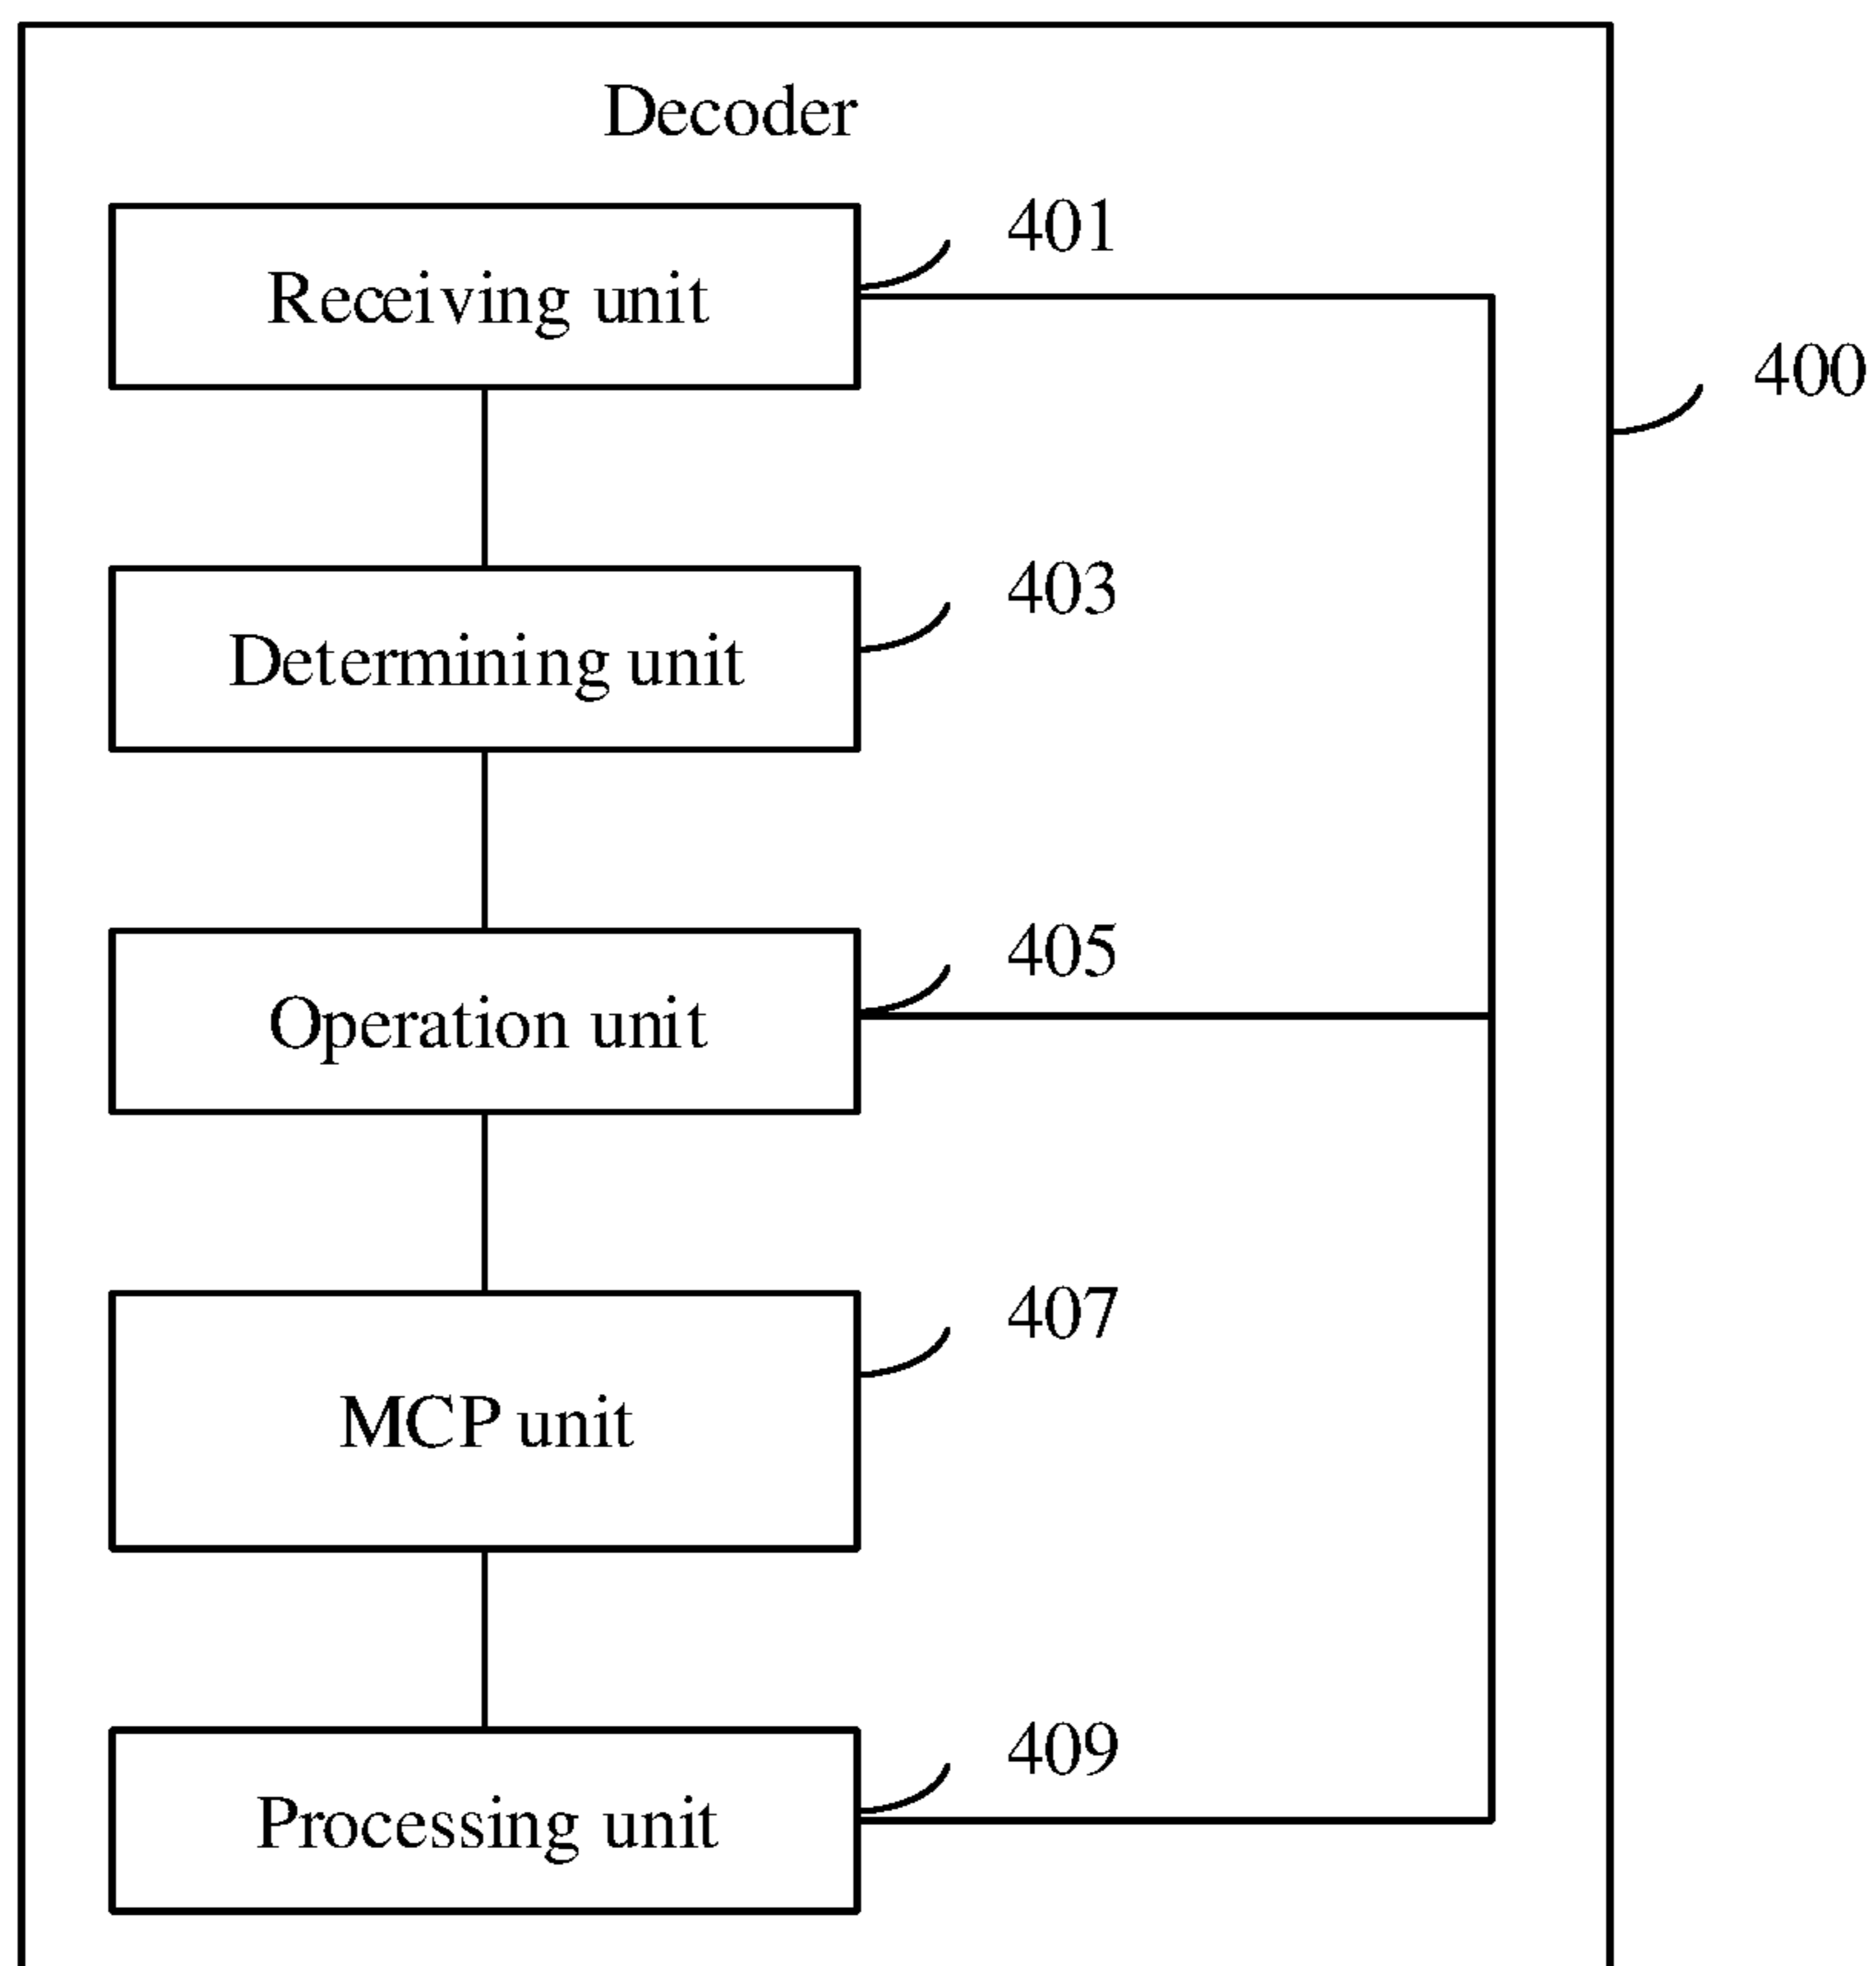 Decoder
401
Receiving unit
400
403
Determining unit
405
Operation unit
407
MCP unit
409
Processing unit